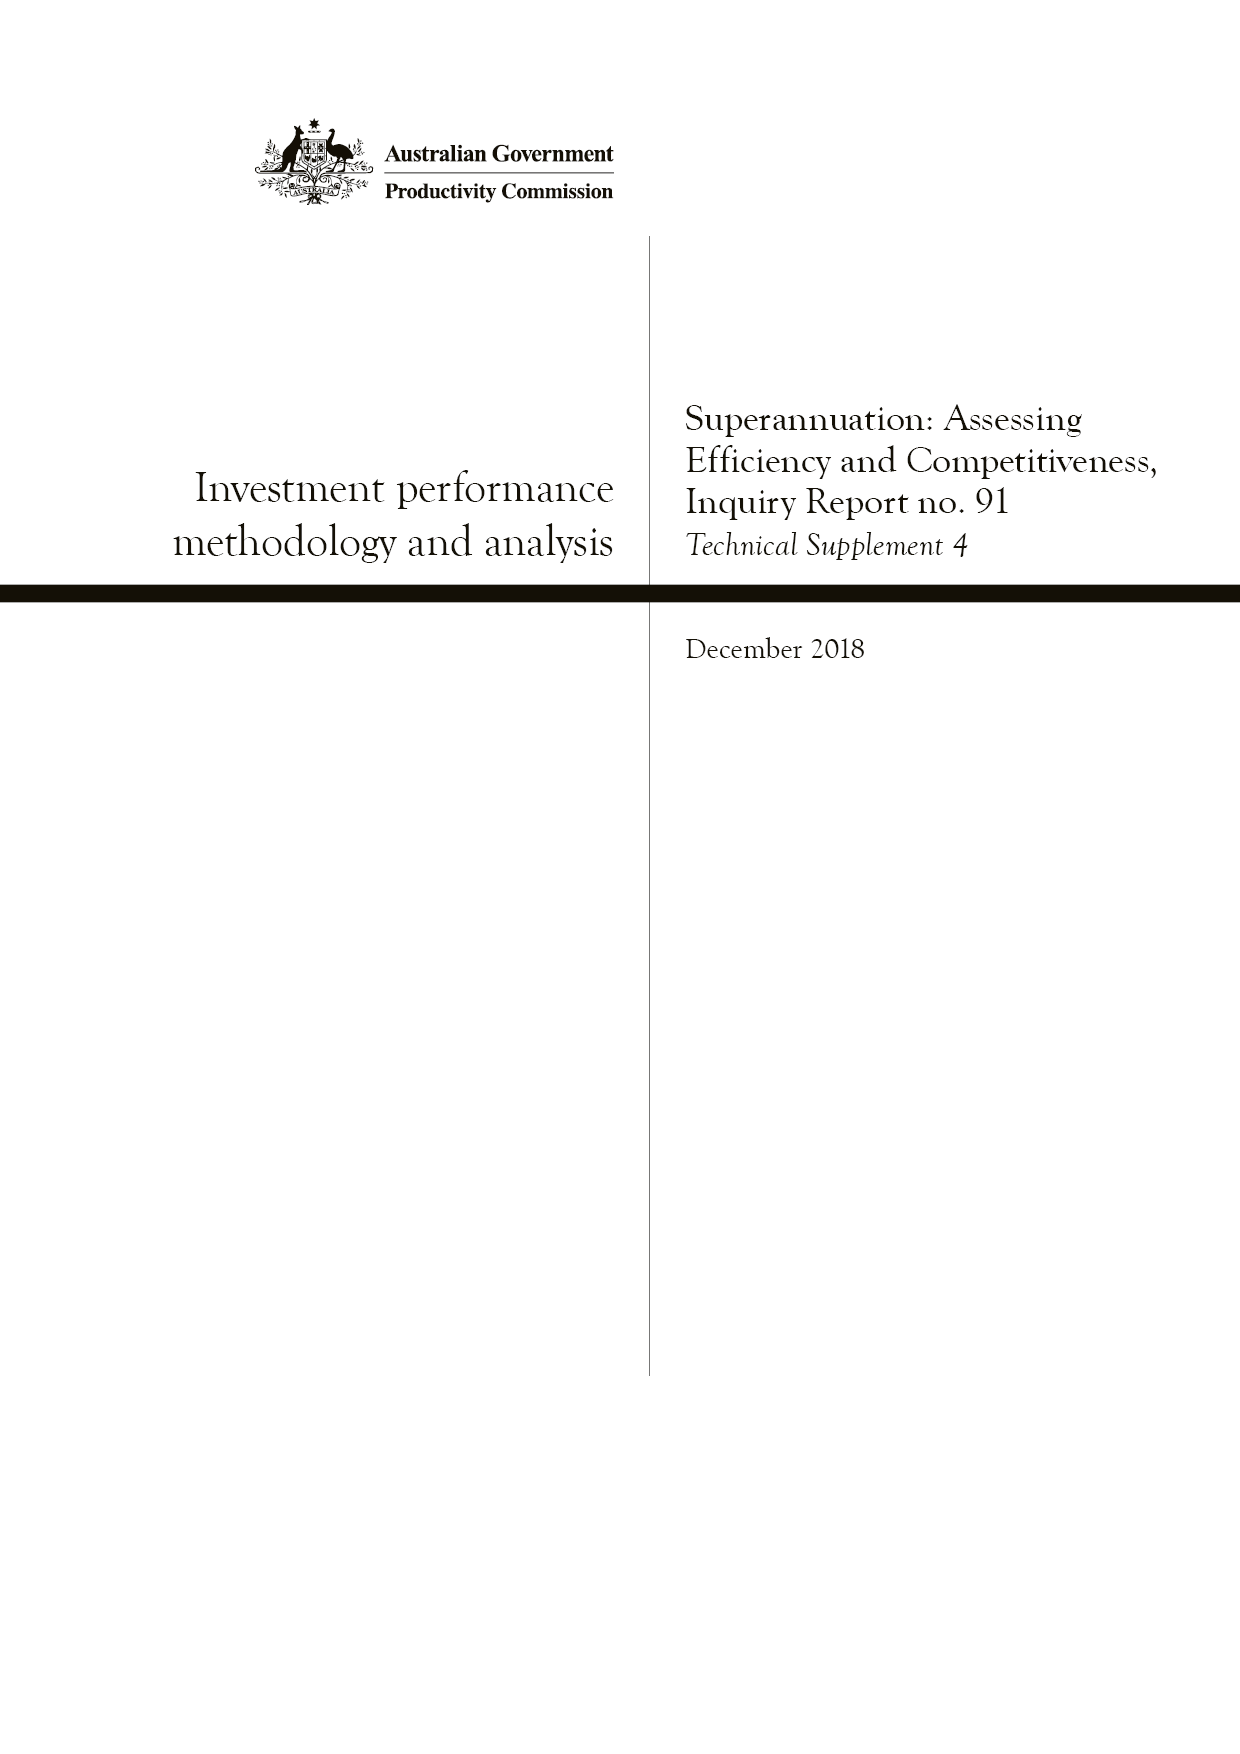 AUSTRALIA
Australian Government
Productivity Commission
Investment performance
methodology and analysis
Superannuation: Assessing
Efficiency and Competitiveness,
Inquiry Report no. 91
Technical Supplement 4
December 2018